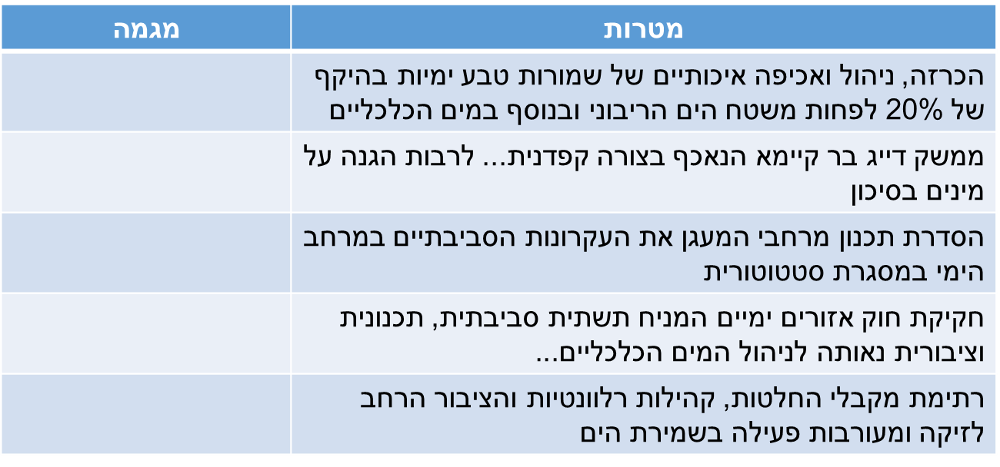 מטרות
מגמה
הכרזה, ניהול ואכיפה איכותיים של שמורות טבע ימיות בהיקף
של 20% לפחות משטח הים הריבוני ובנוסף במים הכלכליים
ממשק דייג בר קיימא הנאכף בצורה קפדנית... לרבות הגנה על
מינים בסיכון
הסדרת תכנון מרחבי המעגן את העקרונות הסביבתיים במרחב
הימי במסגרת סטטוטורית
חקיקת חוק אזורים ימיים המניח תשתית סביבתית, תכנונית
וציבורית נאותה לניהול המים הכלכליים...
רתימת מקבלי החלטות, קהילות רלוונטיות והציבור הרחב
לזיקה ומעורבות פעילה בשמירת הים